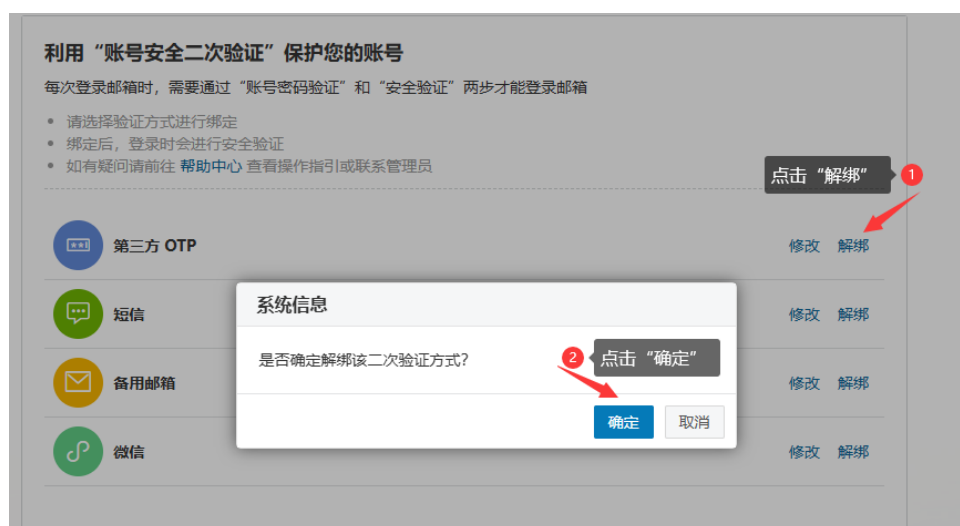 利用“账号安全二次验证”保护您的账号
每次登录邮箱时，需要通过“账号密码验证”和“安全验证”两步才能登录邮箱
请选择验证方式进行绑定
绑定后，登录时会进行安全验证
如有疑问请前往 帮助中心 查看操作指引或联系管理员
点击“解绑” 1
第三方 OTP 修改 解绑
短信 修改 解绑
系统信息
是否确定解绑该二次验证方式？
2 点击“确定”
备用邮箱 修改 解绑
确定 取消
微信 修改 解绑